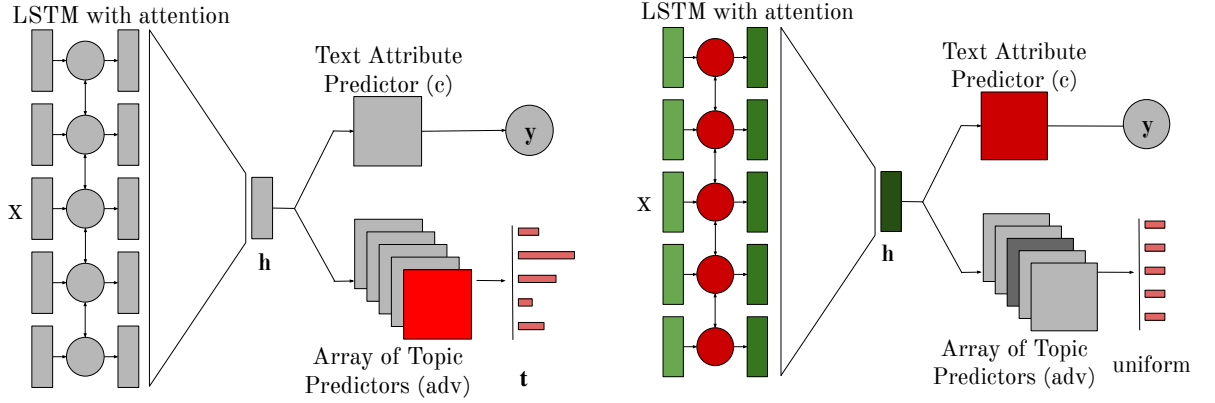 LSTM with attention
Text Attribute
Predictor (c)
y
x
h
Array of Topic
Predictors (adv)
t
LSTM with attention
Text Attribute
Predictor (c)
y
x
h
Array of Topic
Predictors (adv)
uniform